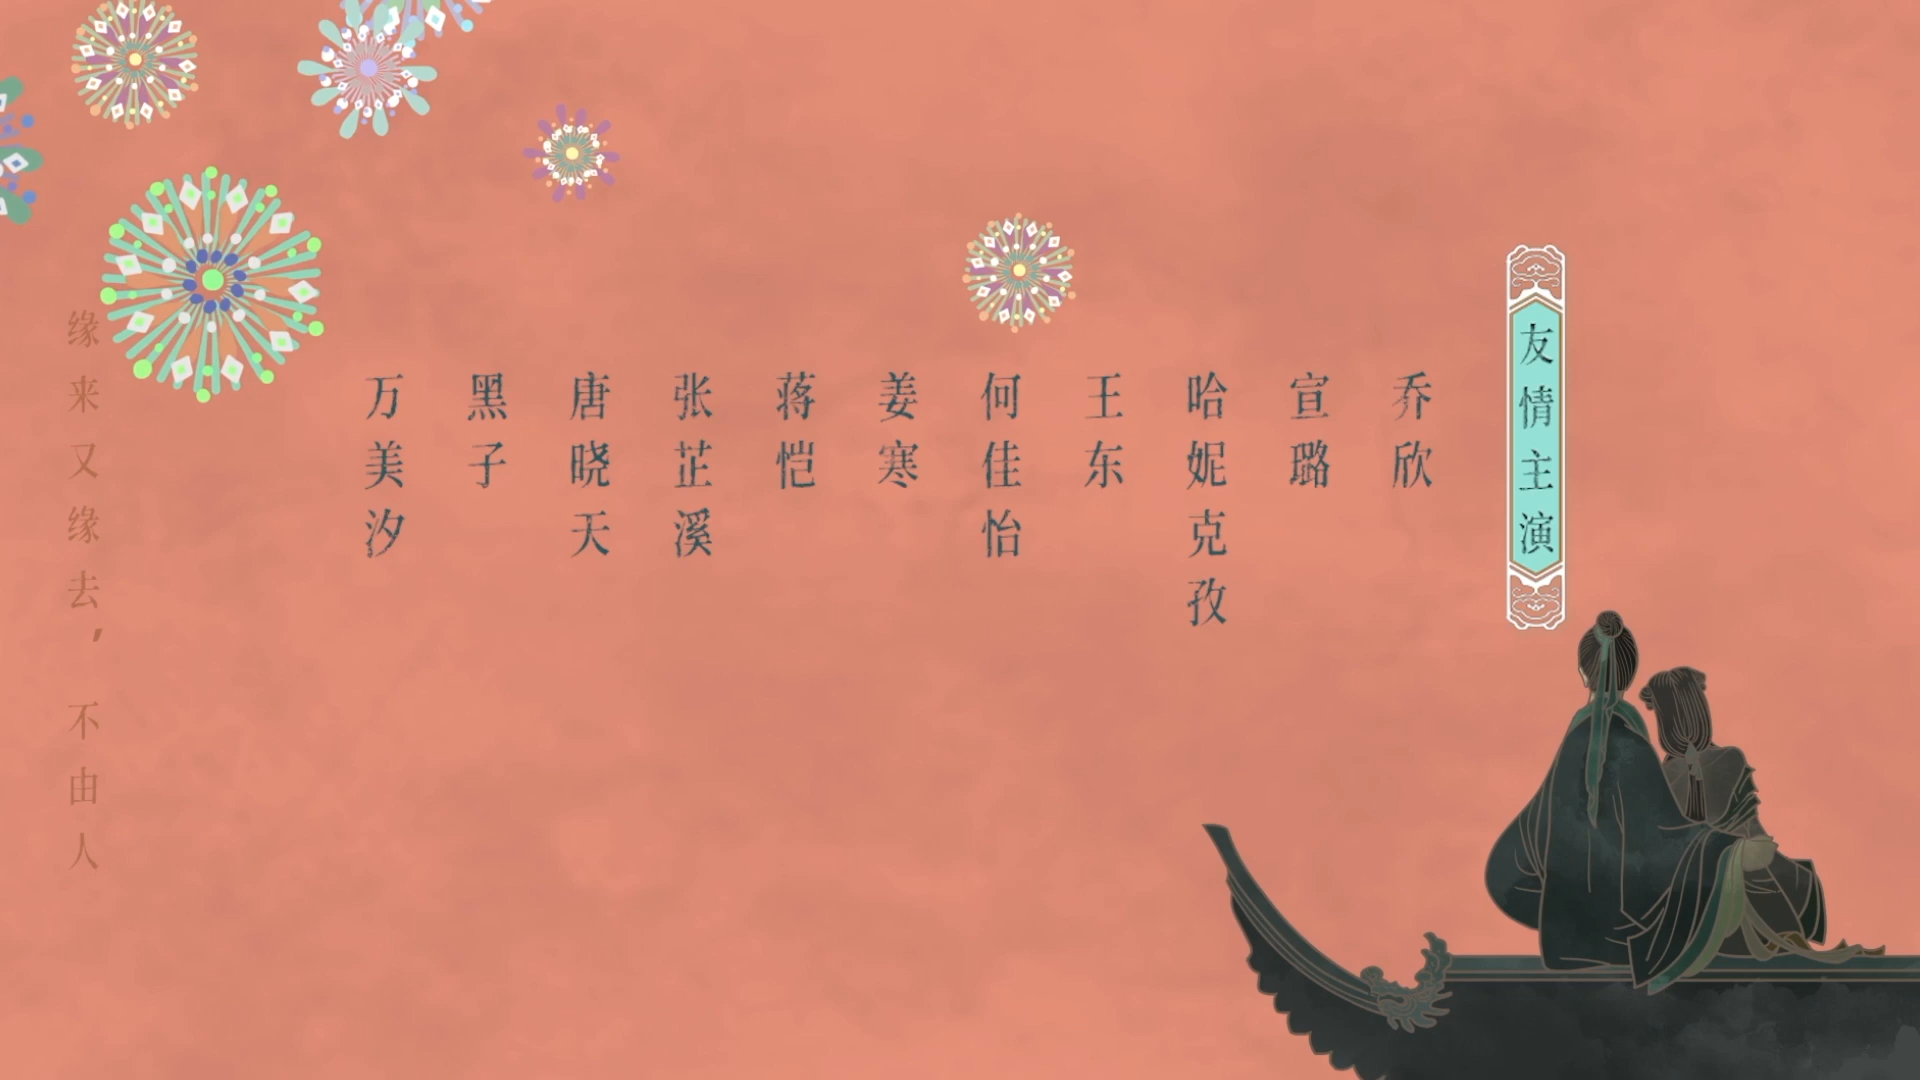 友情主演
乔欣
宣璐
哈妮克孜
王东
何佳怡
姜寒
蒋恺
张芷溪
唐晓天
黑子
万美汐
缘来又缘去，不由人